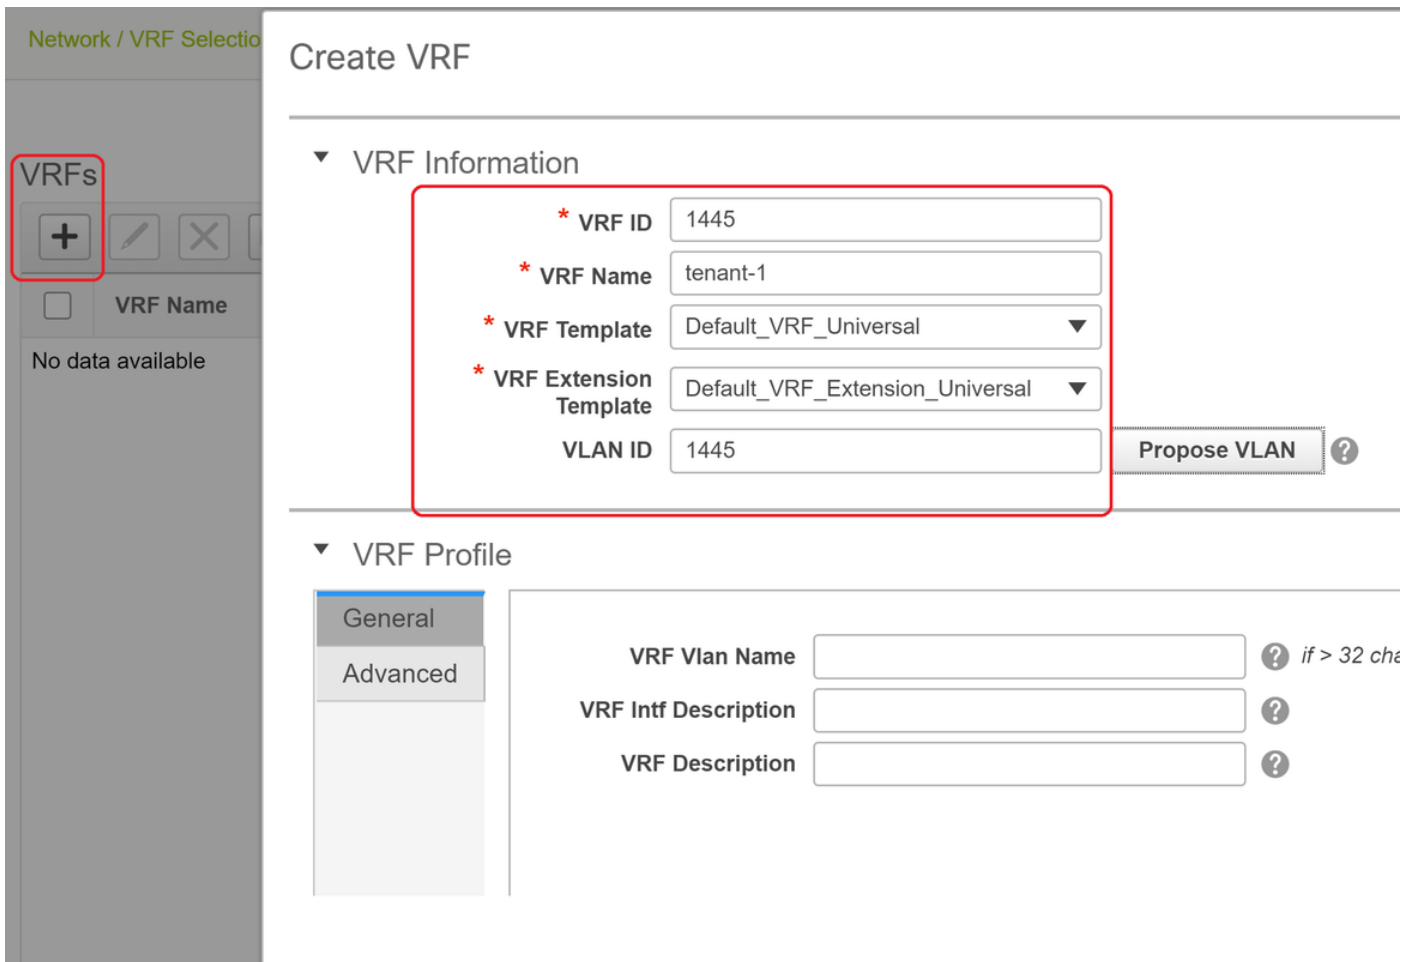 Network / VRF Selectio
Create VRF
VRFs
VRF Information
* VRF ID 1445
* VRF Name tenant-1
* VRF Template Default_VRF_Universal
* VRF Extension Template Default_VRF_Extension_Universal
VLAN ID 1445 Propose VLAN ?
VRF Name
No data available
VRF Profile
General
Advanced
VRF Vlan Name ? if > 32 cha
VRF Intf Description ?
VRF Description ?